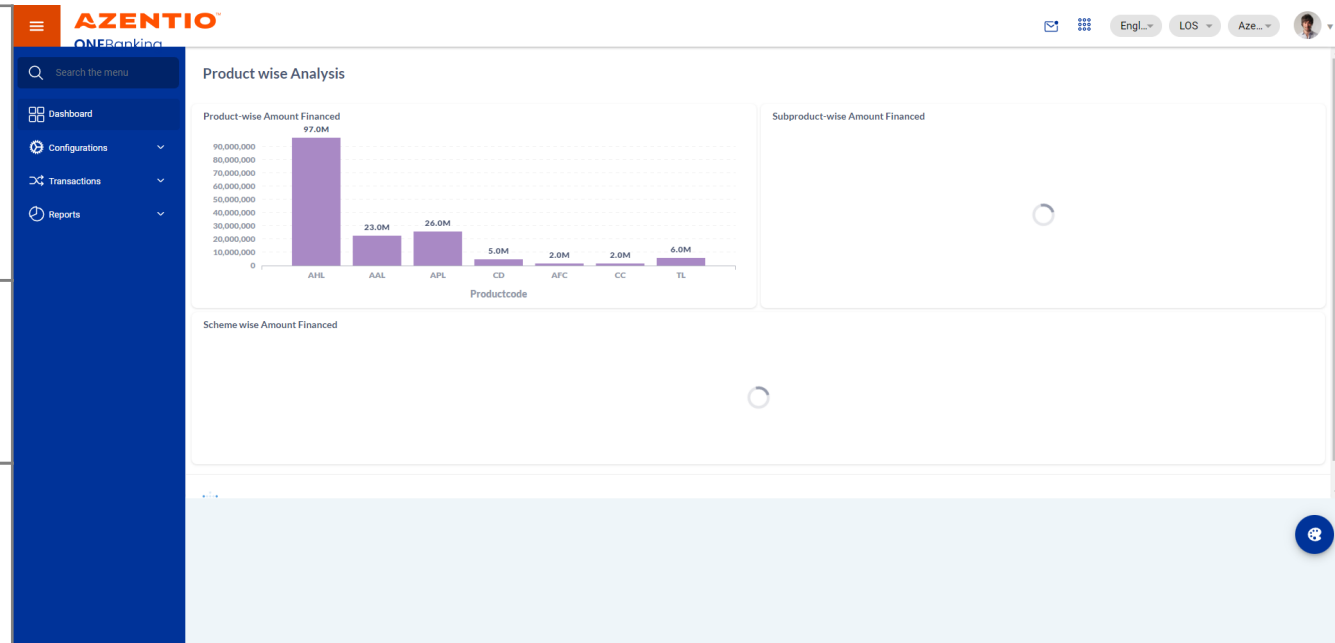 AZENTIO
ONEBanking
Engl...
LOS
Aze...
Search the menu
Dashboard
Configurations
Transactions
Reports
Product wise Analysis
Product-wise Amount Financed
97.0M
90,000,000
80,000,000
70,000,000
60,000,000
50,000,000
40,000,000
30,000,000
20,000,000
10,000,000
0
23.0M
26.0M
5.0M
2.0M
2.0M
6.0M
AHL AAL APL CD AFC CC TL
Productcode
Subproduct-wise Amount Financed
Scheme wise Amount Financed